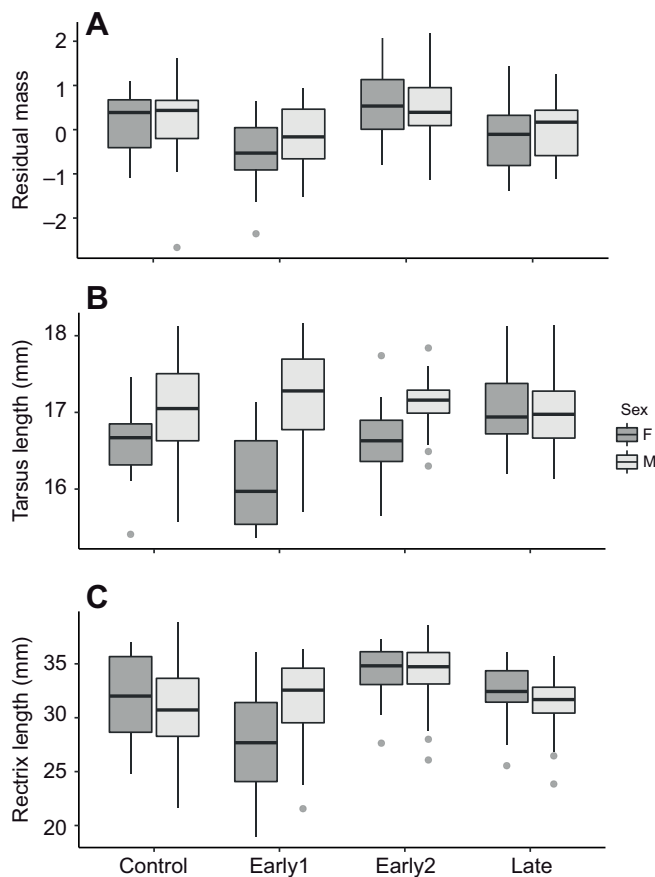 A
Residual mass
2
1
0
–1
–2
B
Tarsus length (mm)
18
17
16
Sex
F
M
C
Rectrix length (mm)
35
30
25
20
Control Early1 Early2 Late